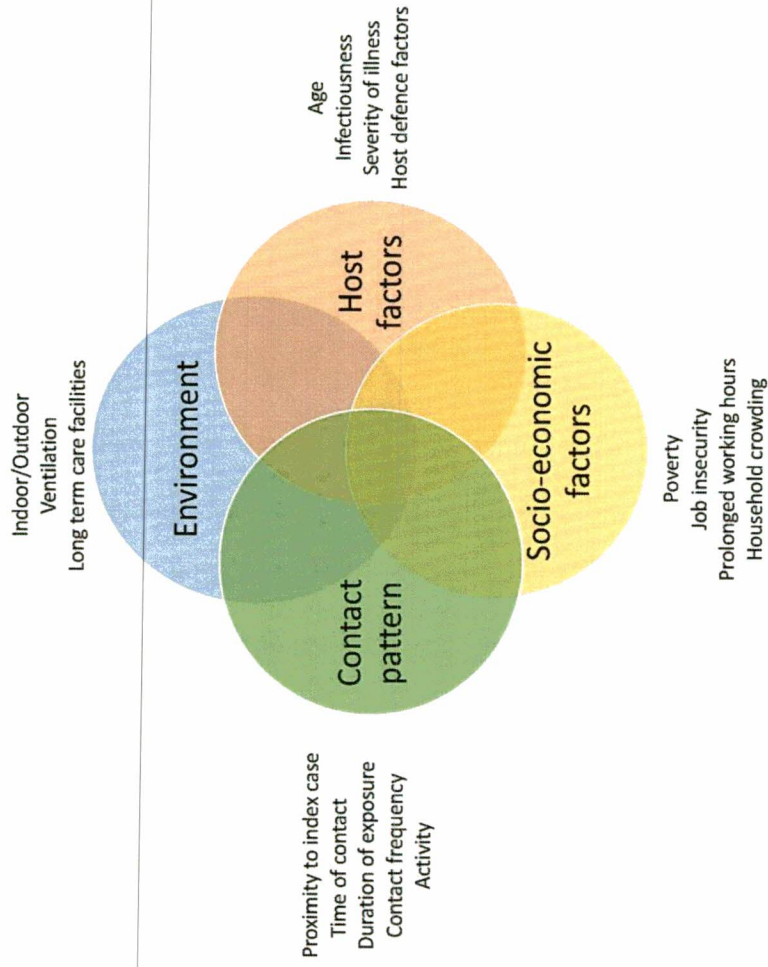 Indoor/Outdoor
Ventilation
Long term care facilities
Environment
Proximity to index case
Time of contact
Duration of exposure
Contact frequency
Activity
Contact
pattern
Host
factors
Age
Infectiousness
Severity of illness
Host defence factors
Socio-economic
factors
Poverty
Job insecurity
Prolonged working hours
Household crowding